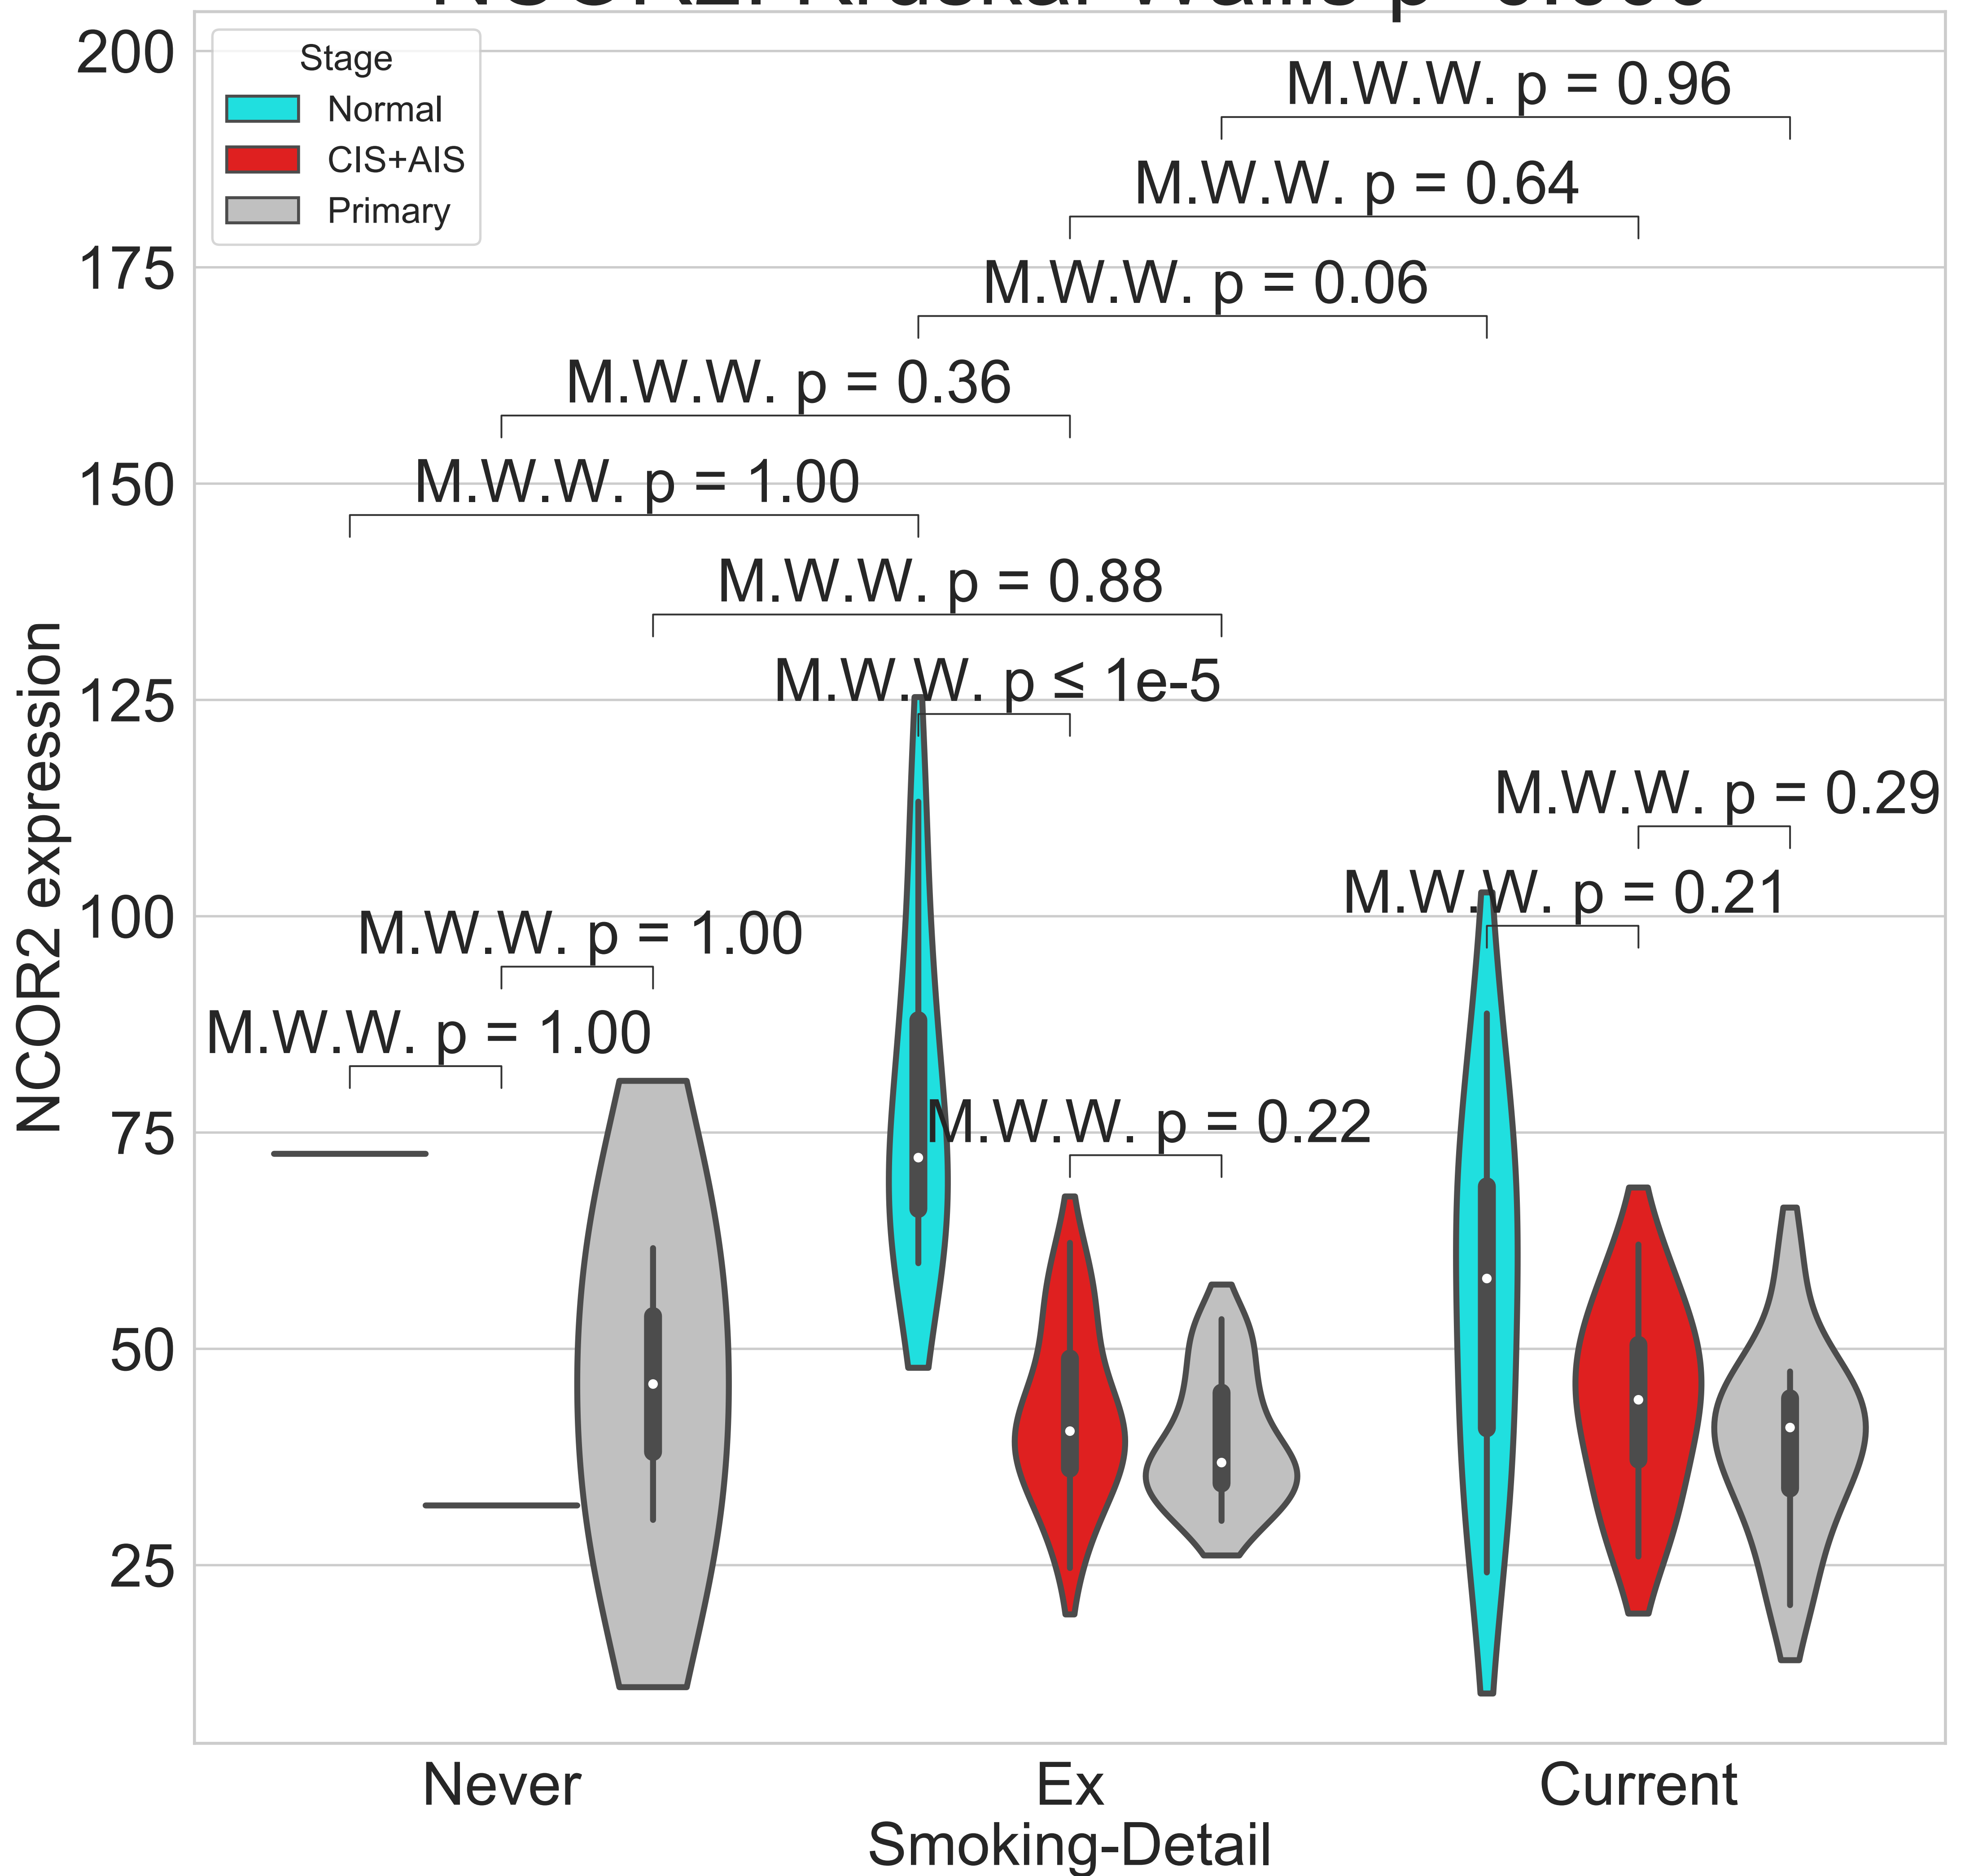 200
175
150
125
100
75
50
25
NCOR2 expression
Stage
Normal
CIS+AIS
Primary
M.W.W. p = 0.96
M.W.W. p = 0.64
M.W.W. p = 0.06
M.W.W. p = 0.36
M.W.W. p = 1.00
M.W.W. p = 0.88
M.W.W. p ≤ 1e-5
M.W.W. p = 0.29
M.W.W. p = 0.21
M.W.W. p = 1.00
M.W.W. p = 1.00
M.W.W. p = 0.22
Never
Ex
Current
Smoking-Detail